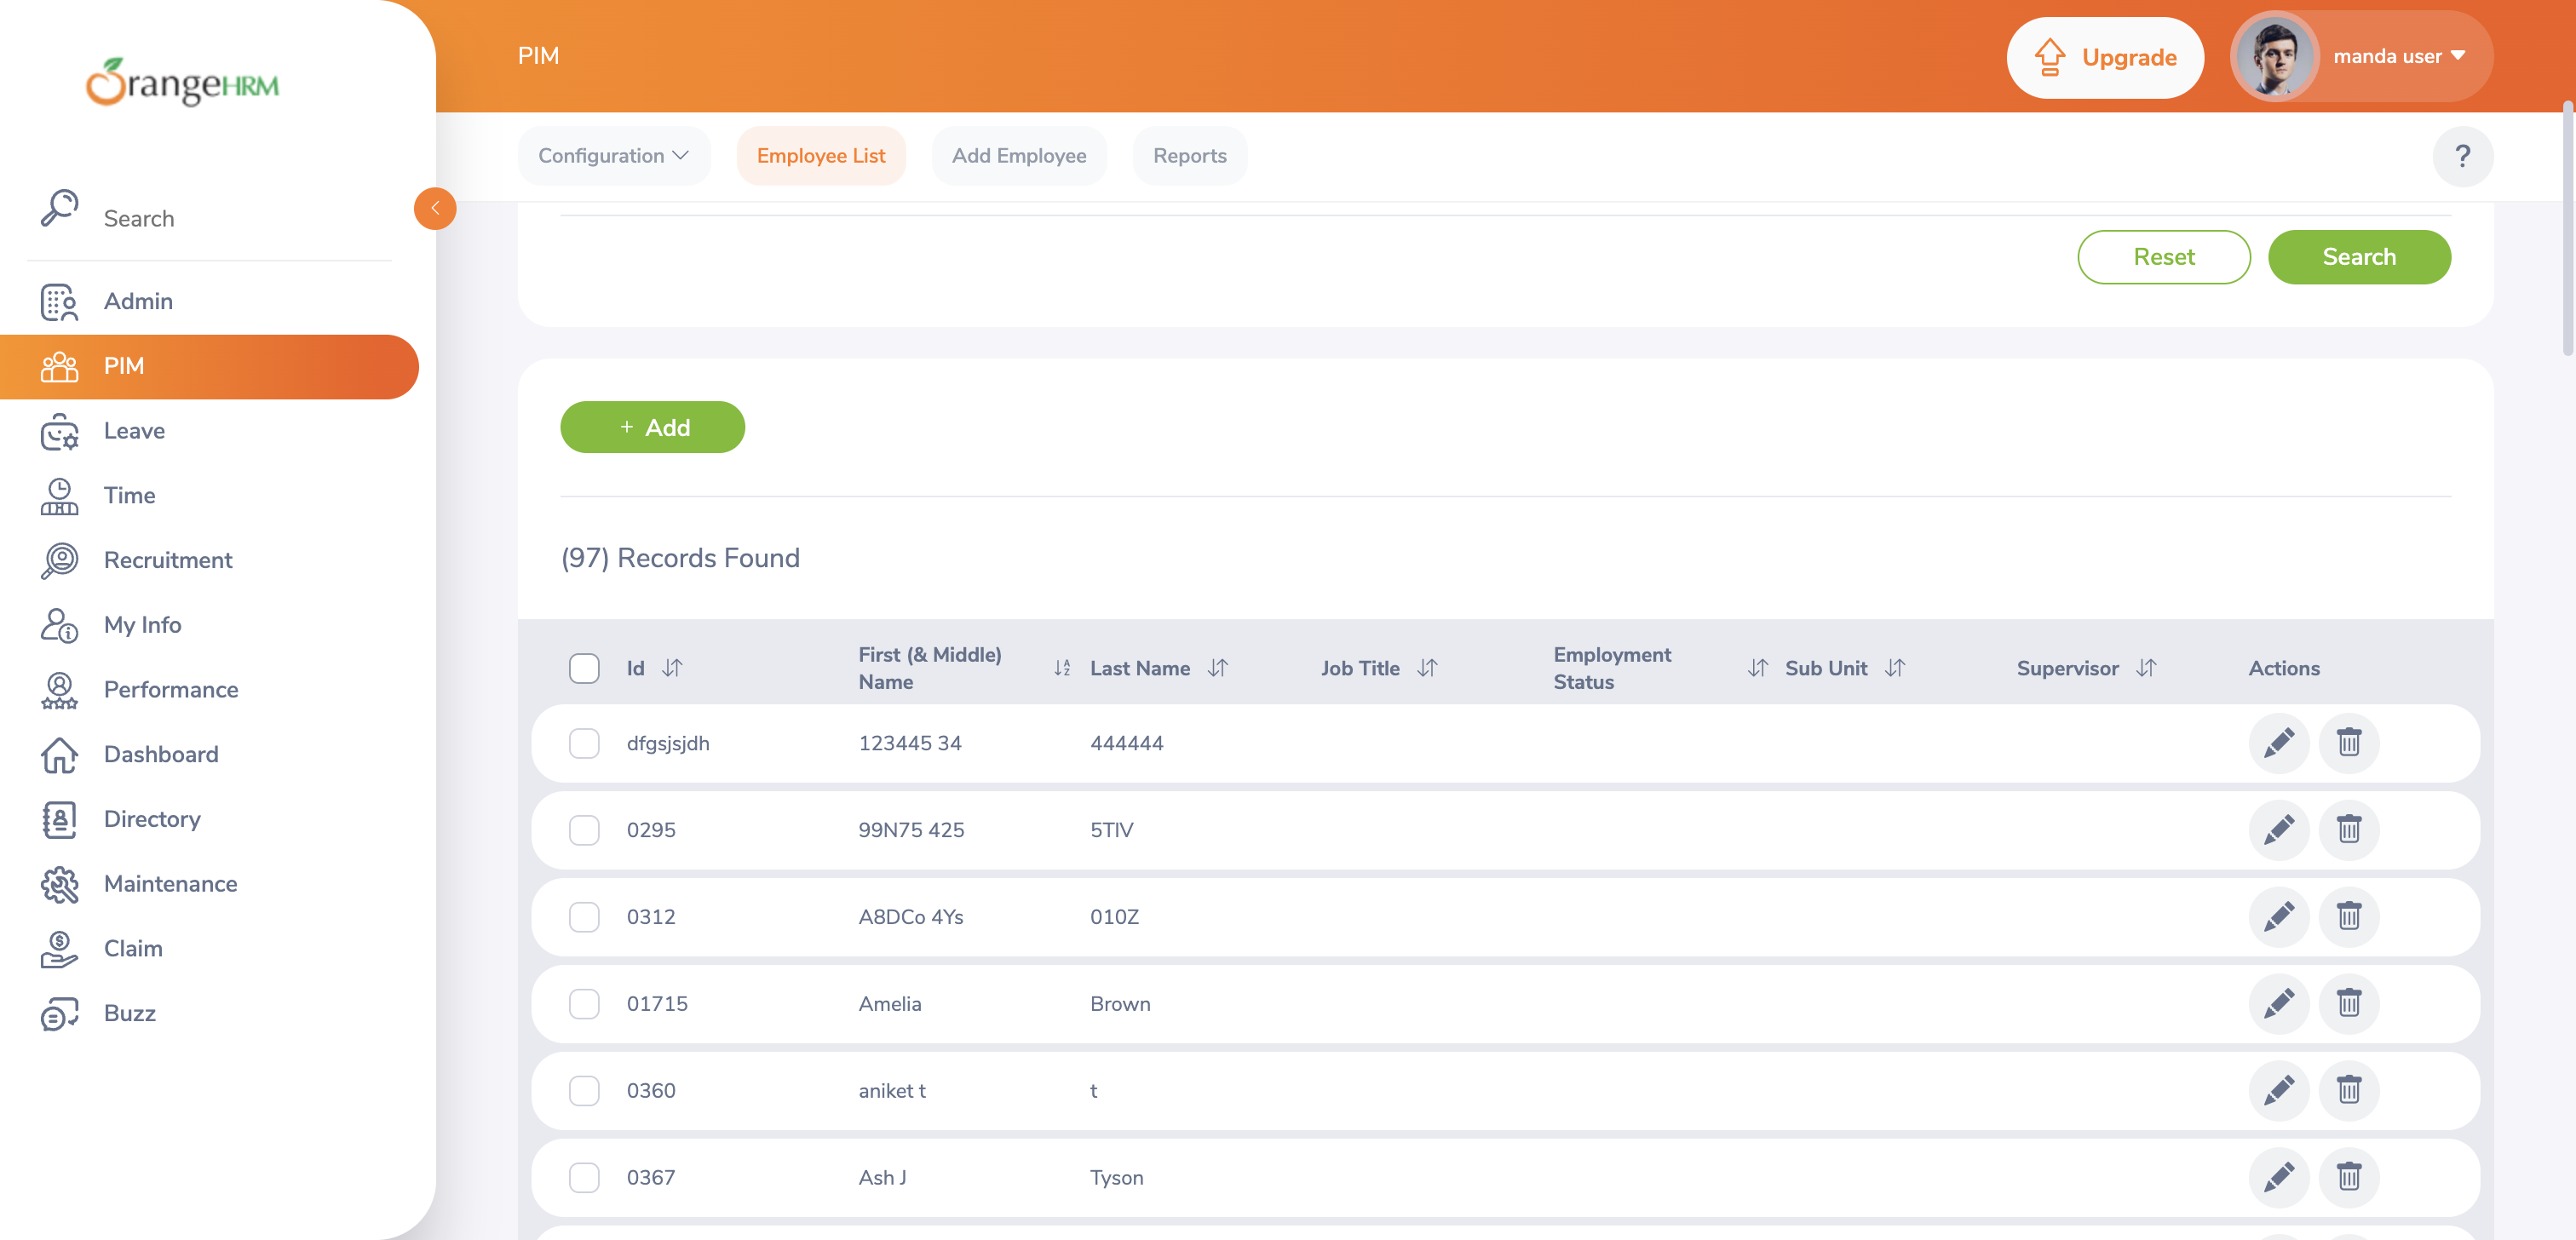 OrangeHRM
PIM
Upgrade
manda user
Configuration
Employee List
Add Employee
Reports
?
Search
Admin
PIM
Leave
Time
Recruitment
My Info
Performance
Dashboard
Directory
Maintenance
Claim
Buzz
Reset
Search
+ Add
(97) Records Found
Id First (& Middle) Name Last Name Job Title Employment Status Sub Unit Supervisor Actions
dfgsjsjdh 123445 34 444444
0295 99N75 425 5TIV
0312 A8DCo 4Ys 010Z
01715 Amelia Brown
0360 aniket t t
0367 Ash J Tyson